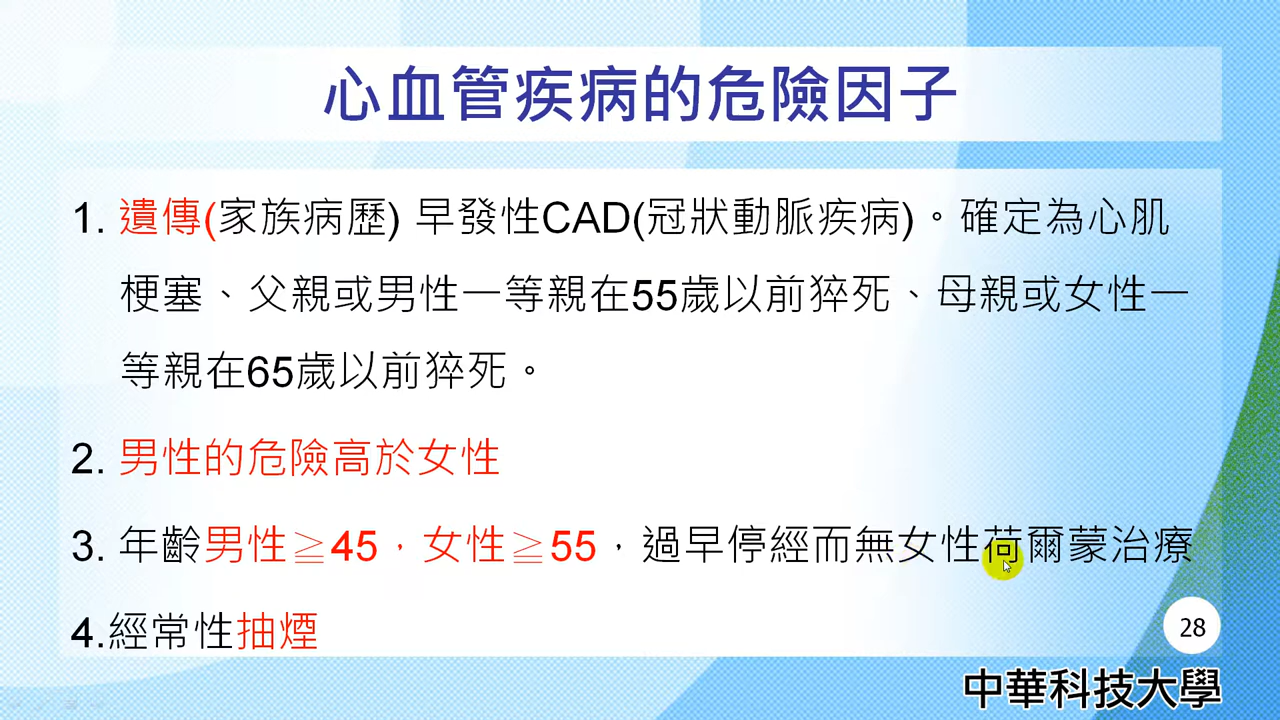 心血管疾病的危險因子
1. 遺傳(家族病歷) 早發性CAD(冠狀動脈疾病)。確定為心肌
梗塞、父親或男性一等親在55歲以前猝死、母親或女性一
等親在65歲以前猝死。
2. 男性的危險高於女性
3. 年齡男性≧45，女性≧55，過早停經而無女性荷爾蒙治療
4.經常性抽煙
28
中華科技大學